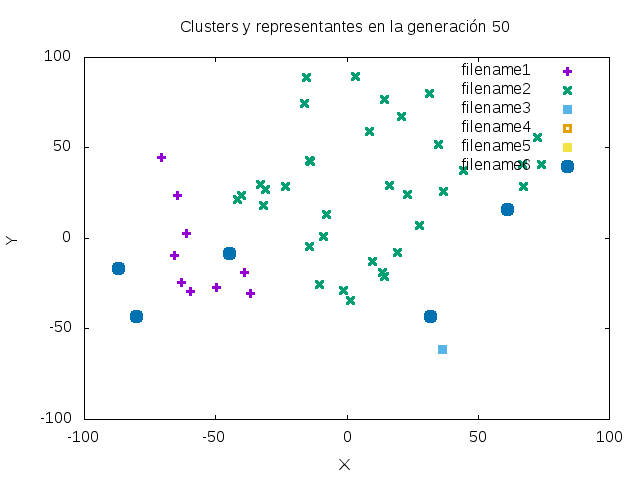 Clusters y representantes en la generación 50
100
50
0
-50
-100
-100
-50
0
50
100
X
Y
filename1
filename2
filename3
filename4
filename5
filename6